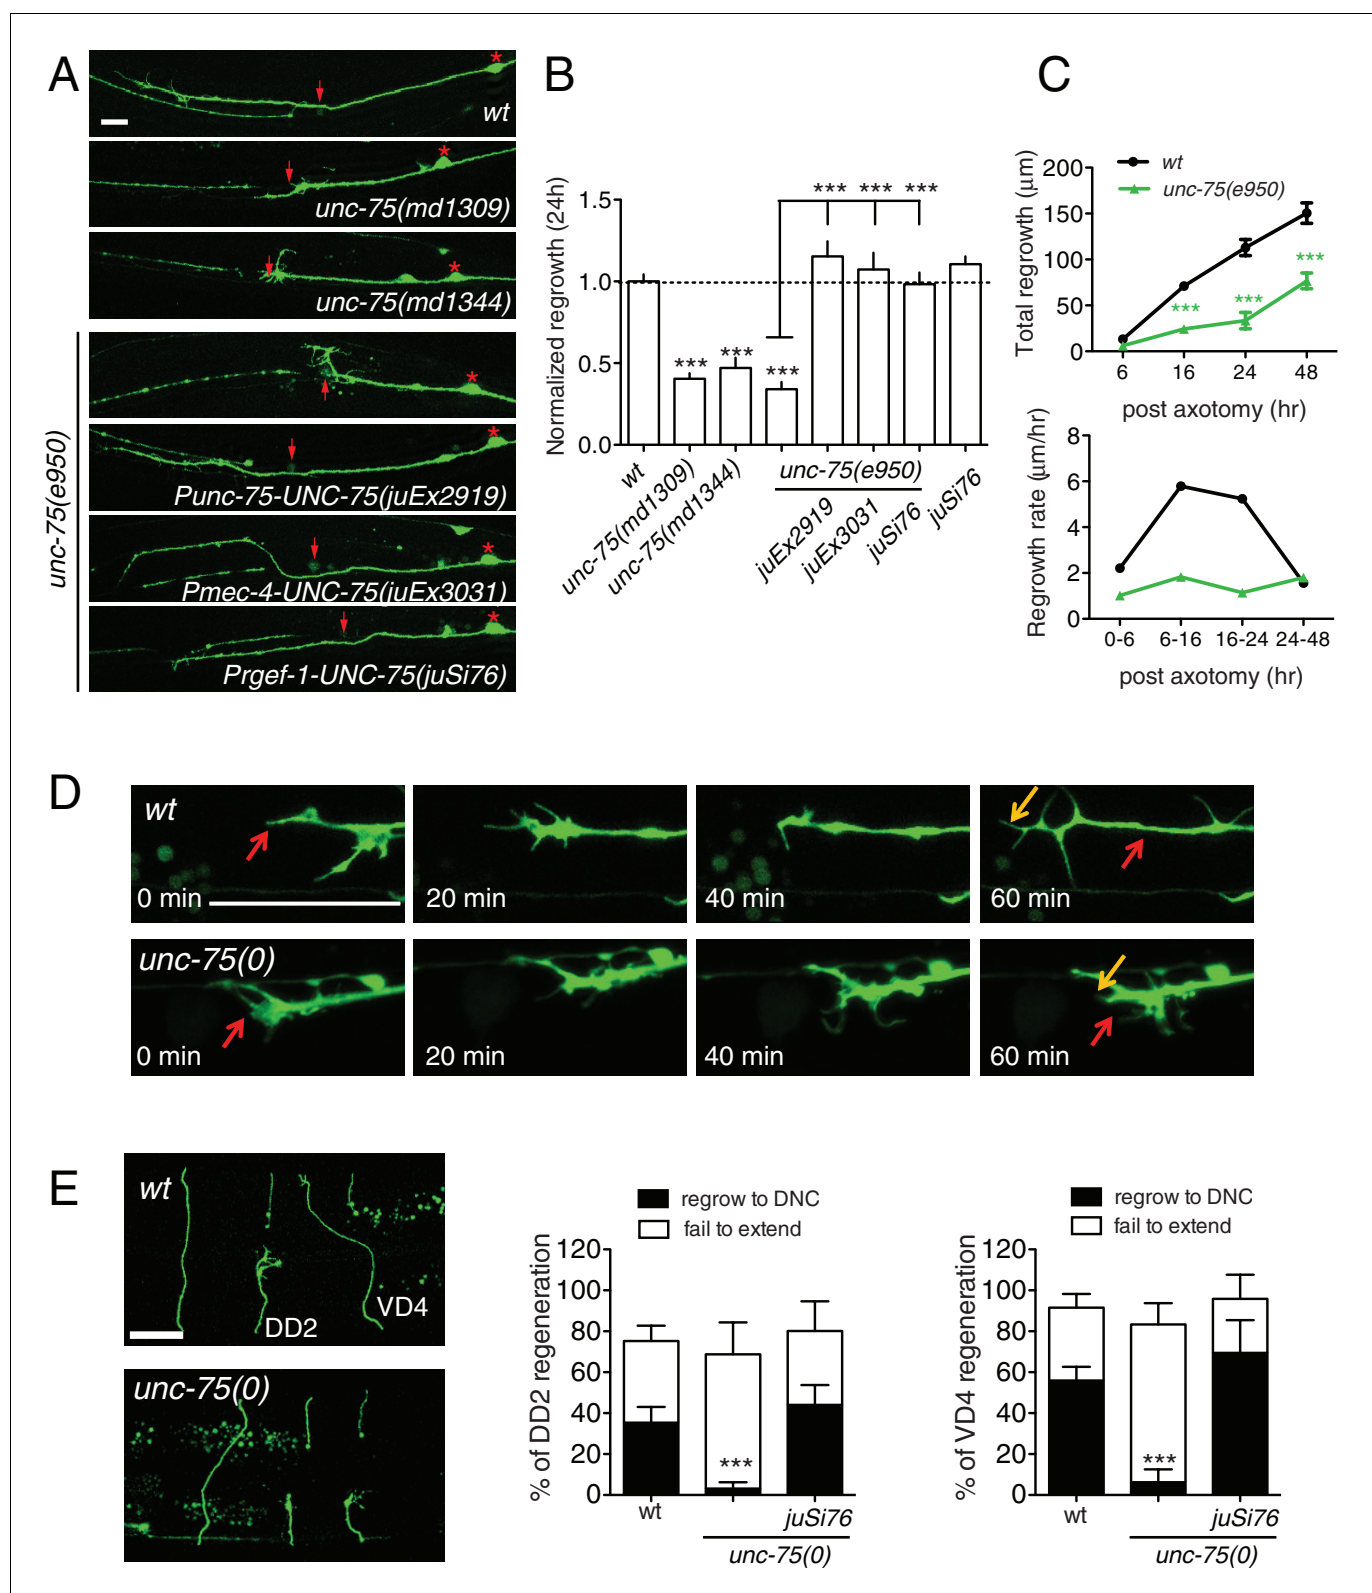 A
wt
unc-75(md1309)
unc-75(md1344)
unc-75(e950)
Punc-75-UNC-75(juEx2919)
Pmec-4-UNC-75(juEx3031)
Prgef-1-UNC-75(juSi76)
B
Normalized regrowth (24h)
1.5
1.0
0.5
0.0
*** *** ***
***
***
***
wt
unc-75(md1309)
unc-75(md1344)
unc-75(e950)
juEx2919
juEx3031
juSi76
juSi76
C
wt
unc-75(e950)
Total regrowth (μm)
200
150
100
50
0
***
***
***
6 16 24 48
post axotomy (hr)
Regrowth rate (μm/hr)
8
6
4
2
0
0-6 6-16 16-24 24-48
post axotomy (hr)
D
wt
0 min
20 min
40 min
60 min
unc-75(0)
0 min
20 min
40 min
60 min
E
wt
DD2
VD4
unc-75(0)
regrow to DNC
fail to extend
% of DD2 regeneration
120
100
80
60
40
20
0
***
wt
juSi76
unc-75(0)
regrow to DNC
fail to extend
% of VD4 regeneration
120
100
80
60
40
20
0
***
wt
juSi76
unc-75(0)